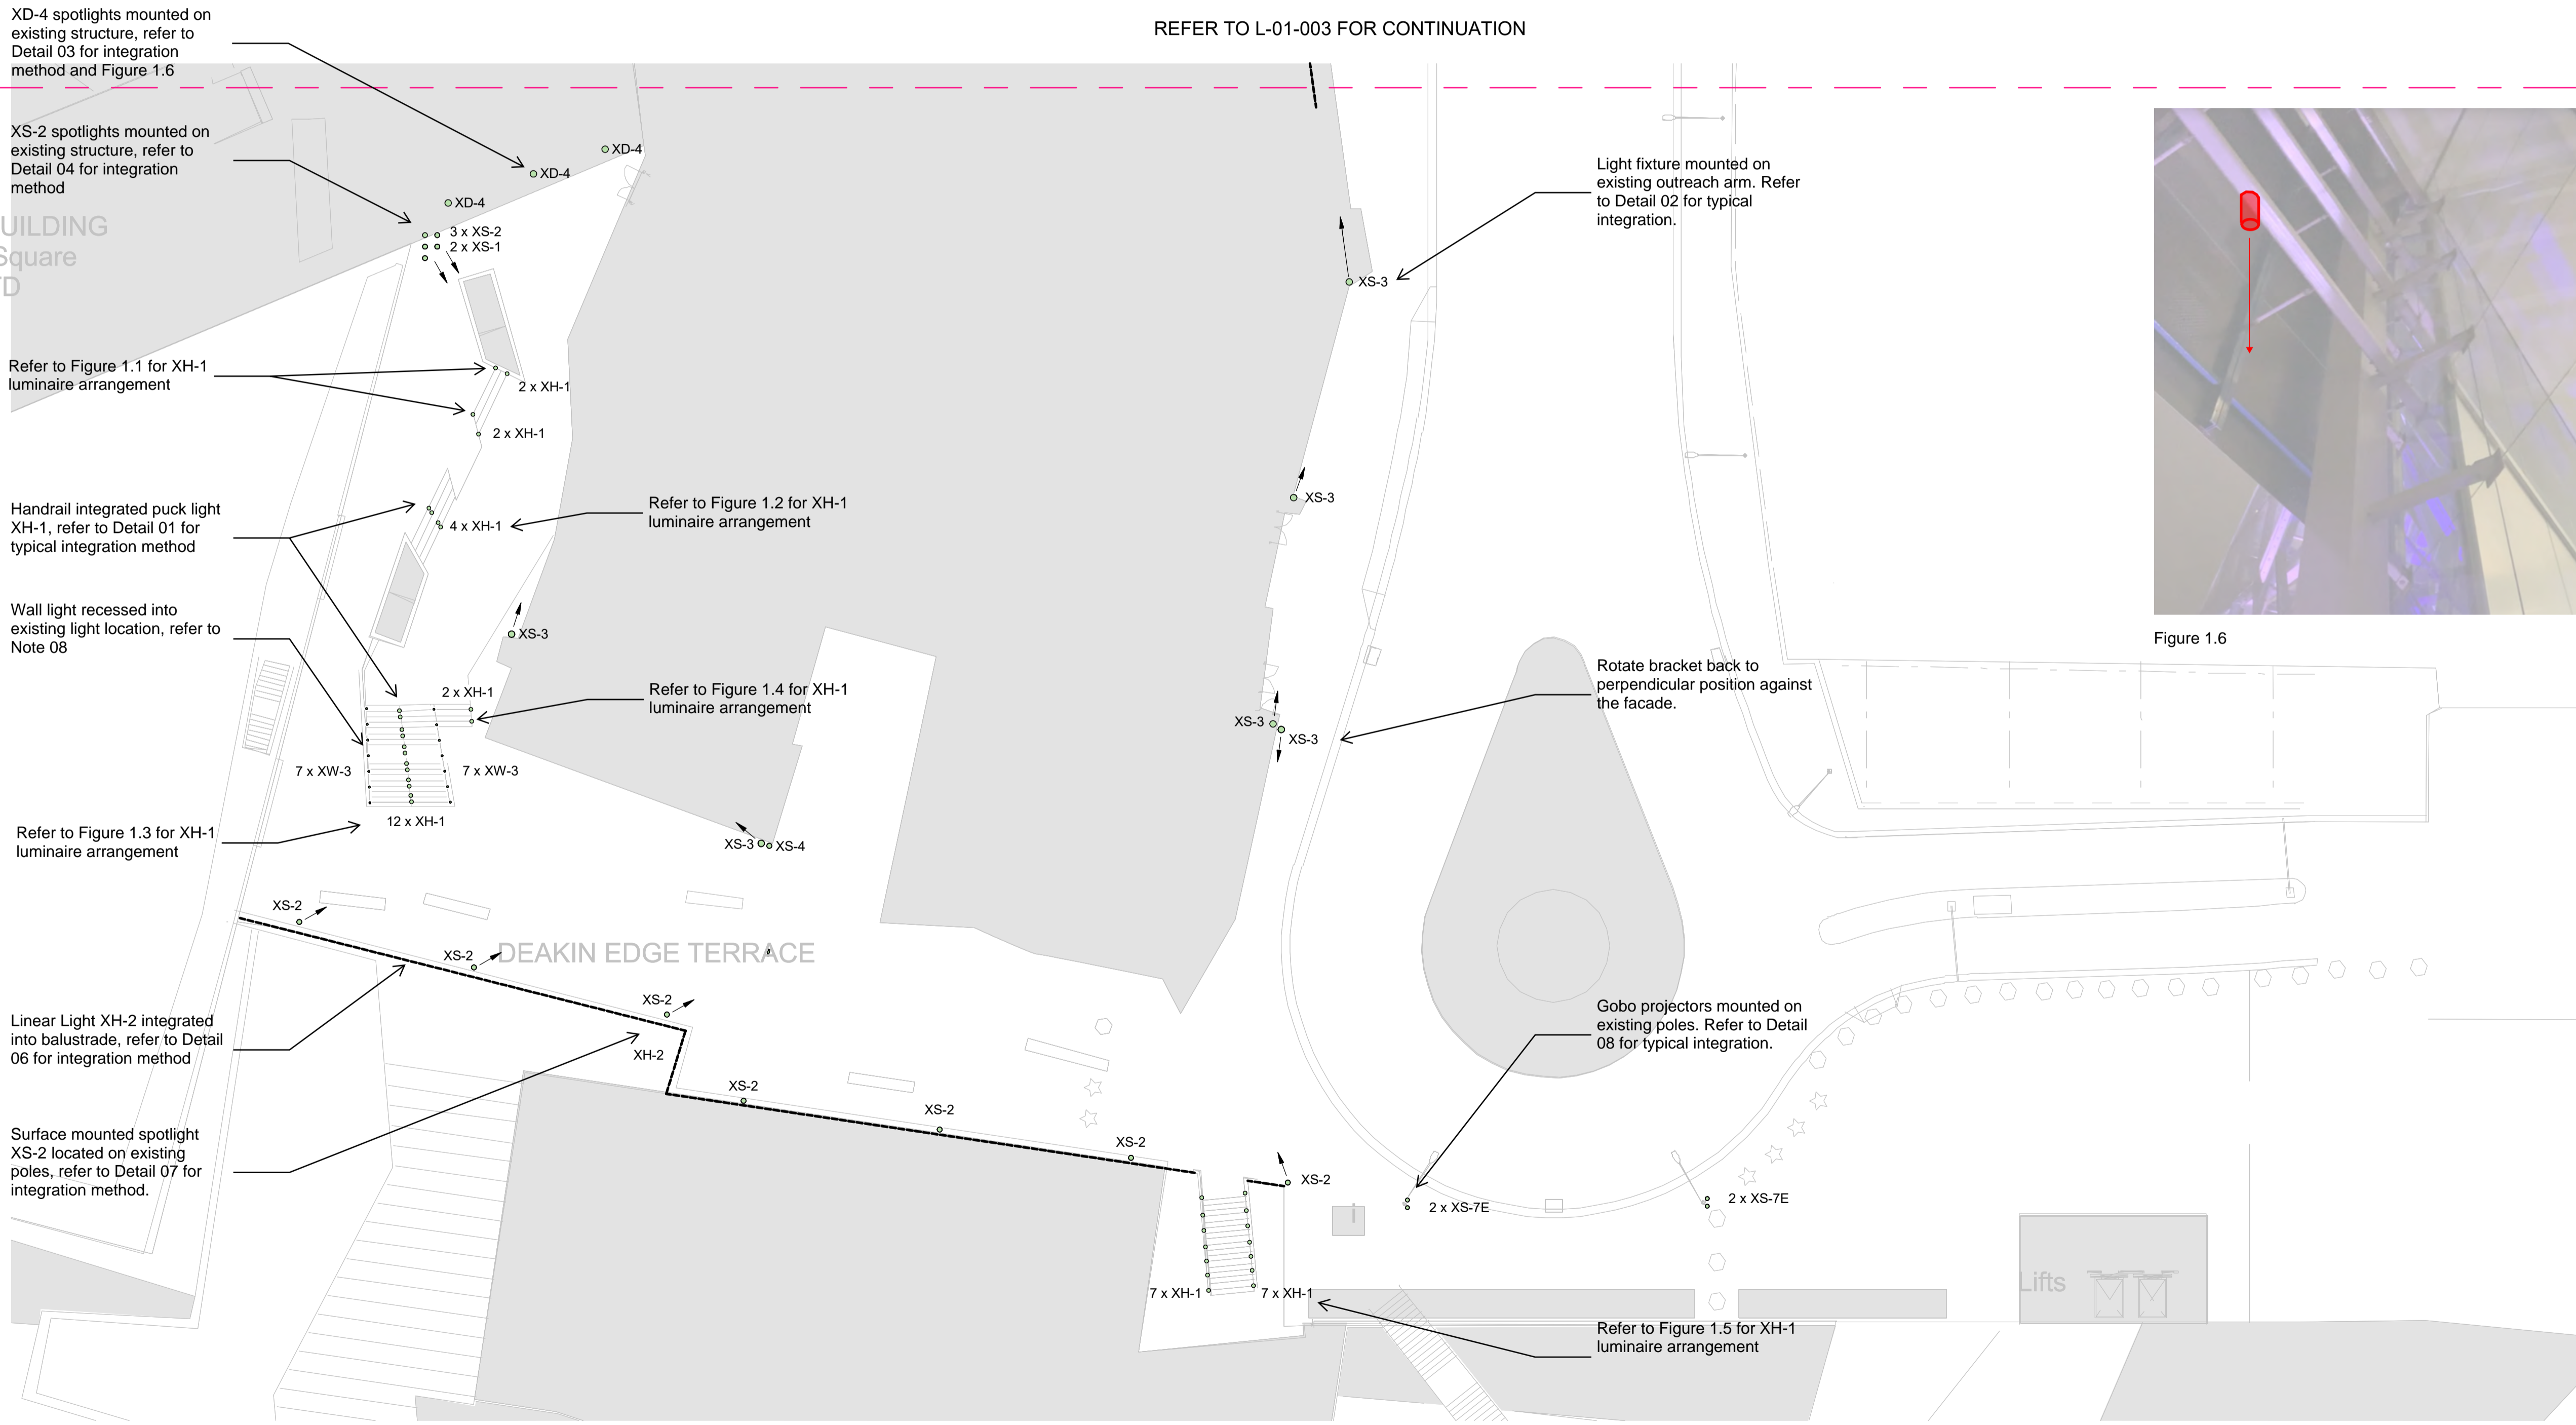 REFER TO L-01-003 FOR CONTINUATION
XD-4 spotlights mounted on
existing structure, refer to
Detail 03 for integration
method and Figure 1.6
XS-2 spotlights mounted on
existing structure, refer to
Detail 04 for integration
method
UILDING
Square
TD
XD-4
XD-4
XD-4
3 x XS-2
2 x XS-1
Refer to Figure 1.1 for XH-1
luminaire arrangement
2 x XH-1
2 x XH-1
Handrail integrated puck light
XH-1, refer to Detail 01 for
typical integration method
4 x XH-1
Refer to Figure 1.2 for XH-1
luminaire arrangement
Wall light recessed into
existing light location, refer to
Note 08
XS-3
2 x XH-1
Refer to Figure 1.4 for XH-1
luminaire arrangement
7 x XW-3
7 x XW-3
12 x XH-1
Refer to Figure 1.3 for XH-1
luminaire arrangement
XS-3
XS-4
Light fixture mounted on
existing outreach arm. Refer
to Detail 02 for typical
integration.
XS-3
XS-3
XS-3
XS-3
Rotate bracket back to
perpendicular position against
the facade.
Figure 1.6
XS-2
XS-2
DEAKIN EDGE TERRACE
XS-2
Linear Light XH-2 integrated
into balustrade, refer to Detail
06 for integration method
XH-2
XS-2
XS-2
XS-2
XS-2
Surface mounted spotlight
XS-2 located on existing
poles, refer to Detail 07 for
integration method.
Gobo projectors mounted on
existing poles. Refer to Detail
08 for typical integration.
2 x XS-7E
2 x XS-7E
7 x XH-1
7 x XH-1
Lifts
Refer to Figure 1.5 for XH-1
luminaire arrangement